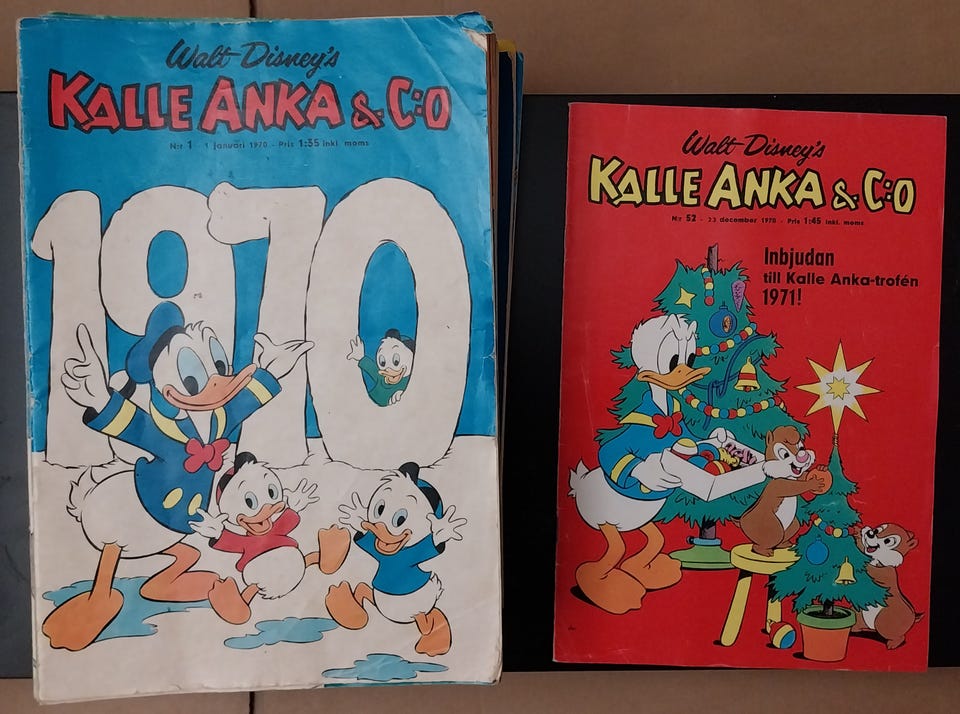 Walt Disney's
KALLE ANKA & C:O
Nr 1 - 1 januari 1970 - Pris 1:35 inkl. moms
1970
Walt Disney's
KALLE ANKA & C:O
Nr 52 - 23 december 1970 - Pris 1:45 inkl. moms
Inbjudan
till Kalle Anka-trofén
1971!